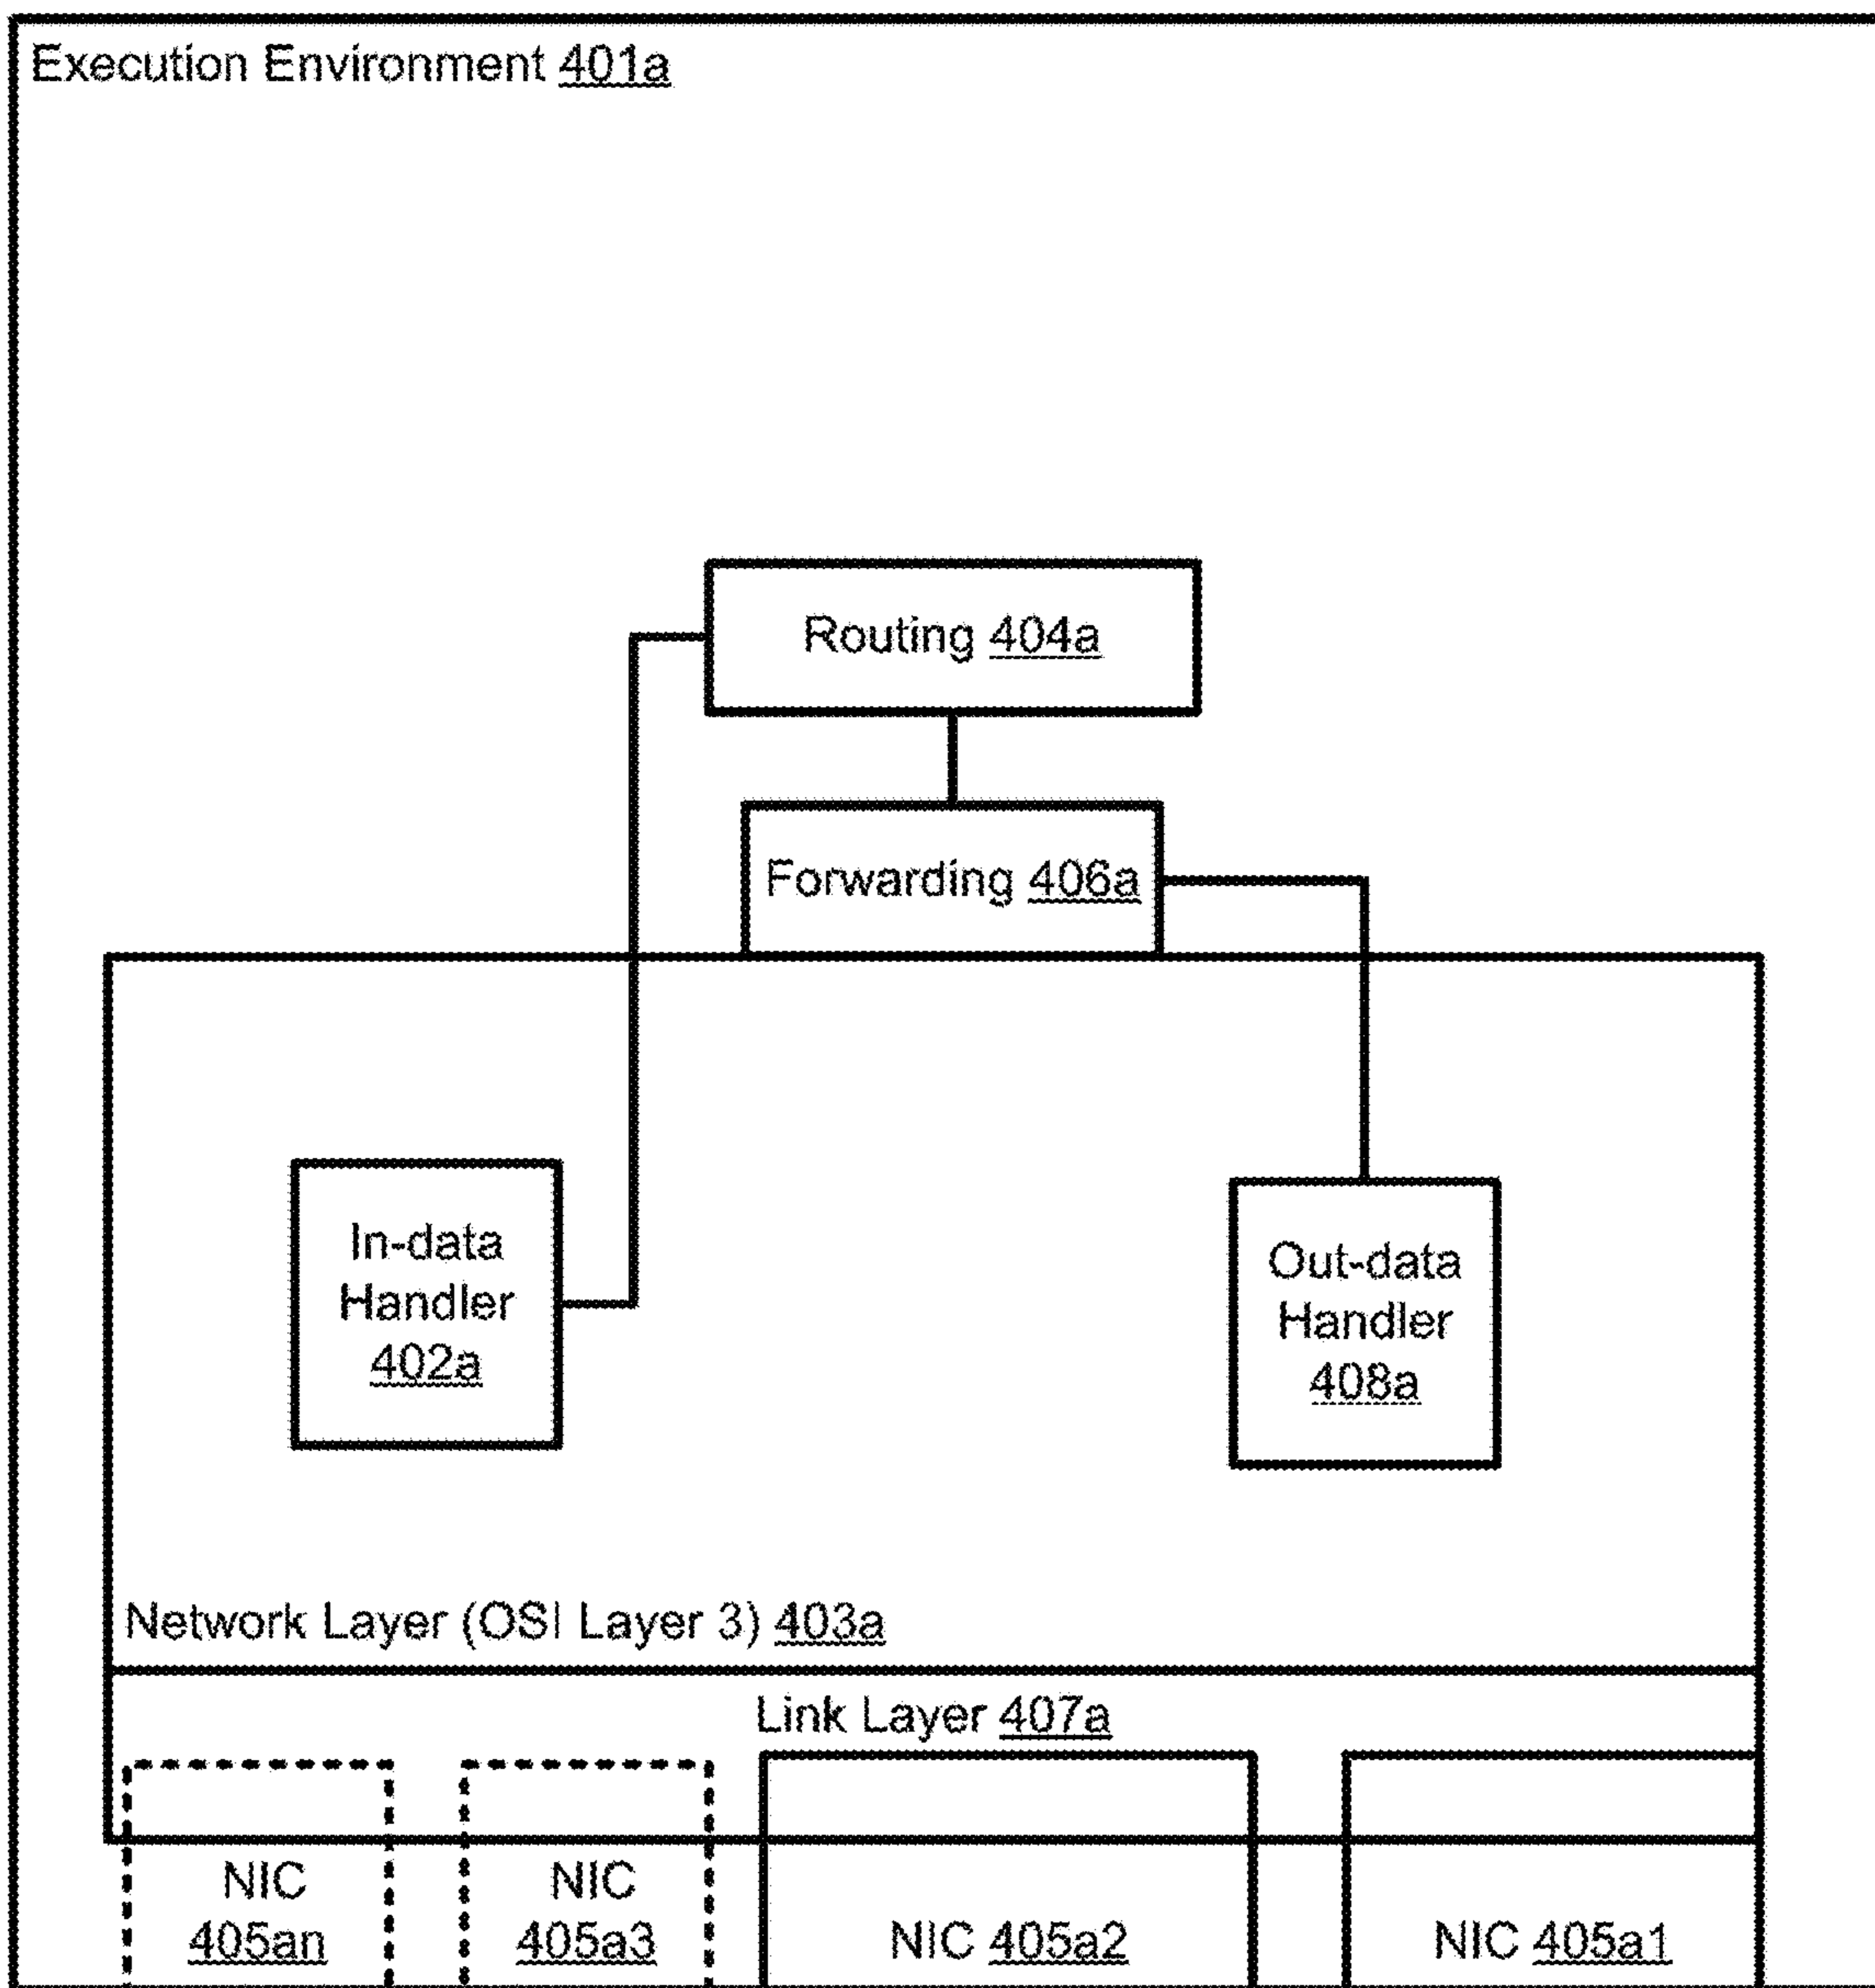 Execution Environment 401a
Routing 404a
Forwarding 406a
In-data
Handler
402a
Out-data
Handler
408a
Network Layer (OSI Layer 3) 403a
Link Layer 407a
NIC
405an
NIC
405a3
NIC 405a2
NIC 405a1